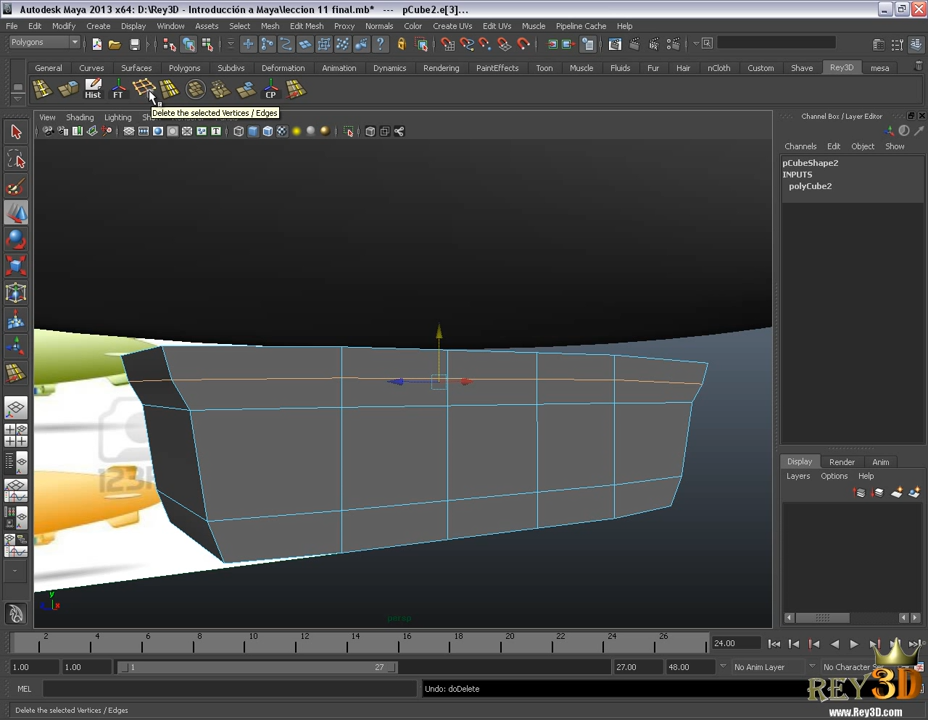 Autodesk Maya 2013 x64: D:\Rey3D - Introducción a Maya\leccion 11 final.mb* --- pCube2.e[3]...
File Edit Modify Create Display Window Assets Select Mesh Edit Mesh Proxy Normals Color Create UVs Edit UVs Muscle Pipeline Cache Help
Polygons
General Curves Surfaces Polygons Subdivs Deformation Animation Dynamics Rendering PaintEffects Toon Muscle Fluids Fur Hair nCloth Custom Shave Rey3D mesa
Hist FT CP
Delete the selected Vertices / Edges
View Shading Lighting
Channel Box / Layer Editor
Channels Edit Object Show
pCubeShape2
INPUTS
polyCube2
persp
Display Render Anim
Layers Options Help
2 4 6 8 10 12 14 16 18 20 22 24 26
24.00
1.00 1.00 1 27 27.00 48.00 No Anim Layer No Character
MEL Undo: doDelete
Delete the selected Vertices / Edges
REY3D
www.Rey3D.com